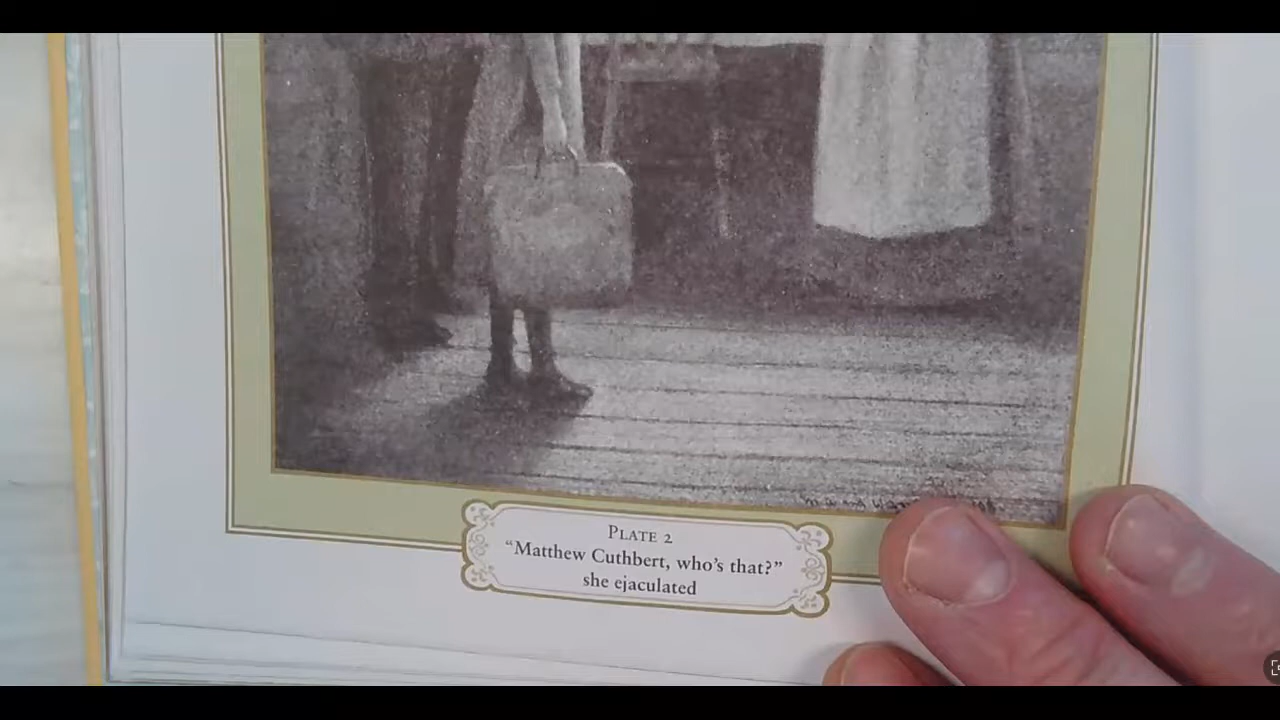 PLATE 2
“Matthew Cuthbert, who’s that?”
she ejaculated